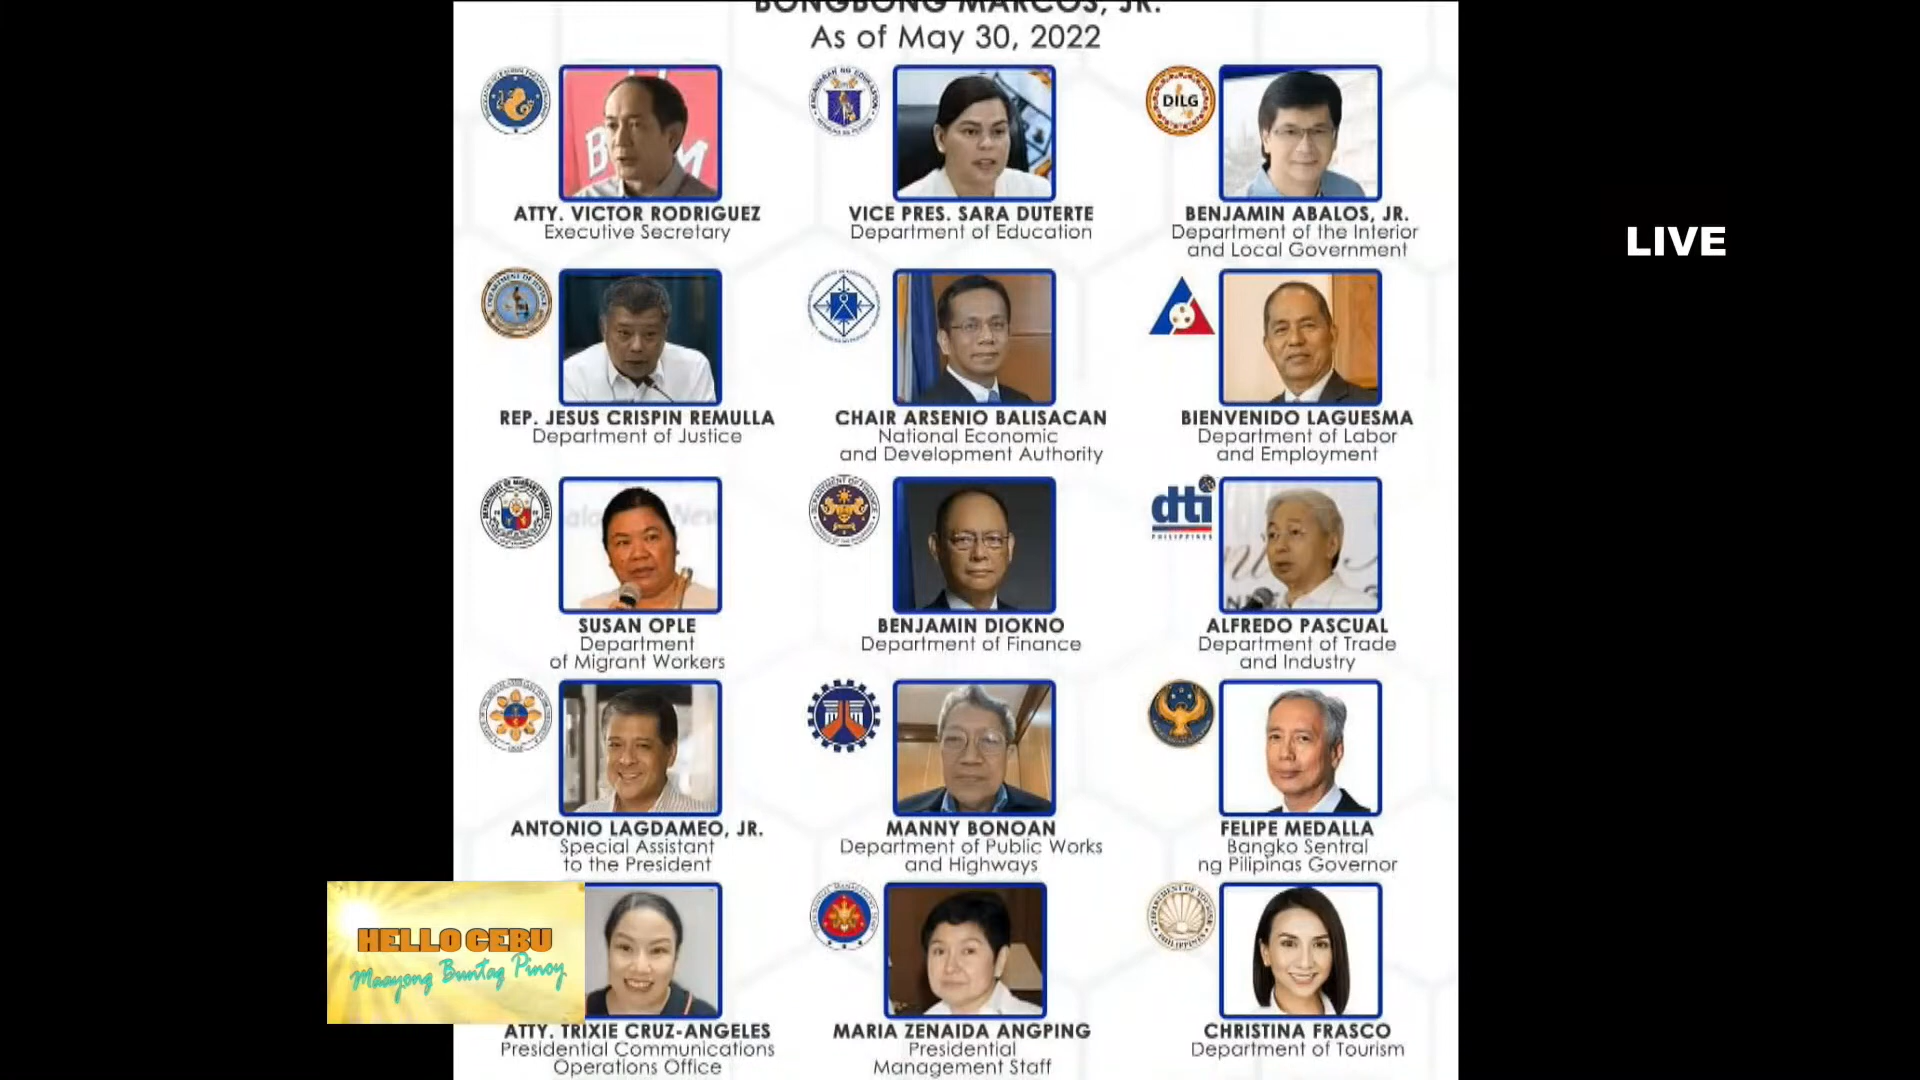 BONGBONG MARCOS, JR.
As of May 30, 2022
ATTY. VICTOR RODRIGUEZ
Executive Secretary
VICE PRES. SARA DUTERTE
Department of Education
DILG
BENJAMIN ABALOS, JR.
Department of the Interior
and Local Government
LIVE
REP. JESUS CRISPIN REMULLA
Department of Justice
CHAIR ARSENIO BALISACAN
National Economic
and Development Authority
BIENVENIDO LAGUESMA
Department of Labor
and Employment
SUSAN OPLE
Department
of Migrant Workers
BENJAMIN DIOKNO
Department of Finance
dti
PHILIPPINES
ALFREDO PASCUAL
Department of Trade
and Industry
ANTONIO LAGDAMEO, JR.
Special Assistant
to the President
MANNY BONOAN
Department of Public Works
and Highways
FELIPE MEDALLA
Bangko Sentral
ng Pilipinas Governor
HELLO CEBU
Maayong Buntag Pinoy
ATTY. TRIXIE CRUZ-ANGELES
Presidential Communications
Operations Office
MARIA ZENAIDA ANGPING
Presidential
Management Staff
CHRISTINA FRASCO
Department of Tourism